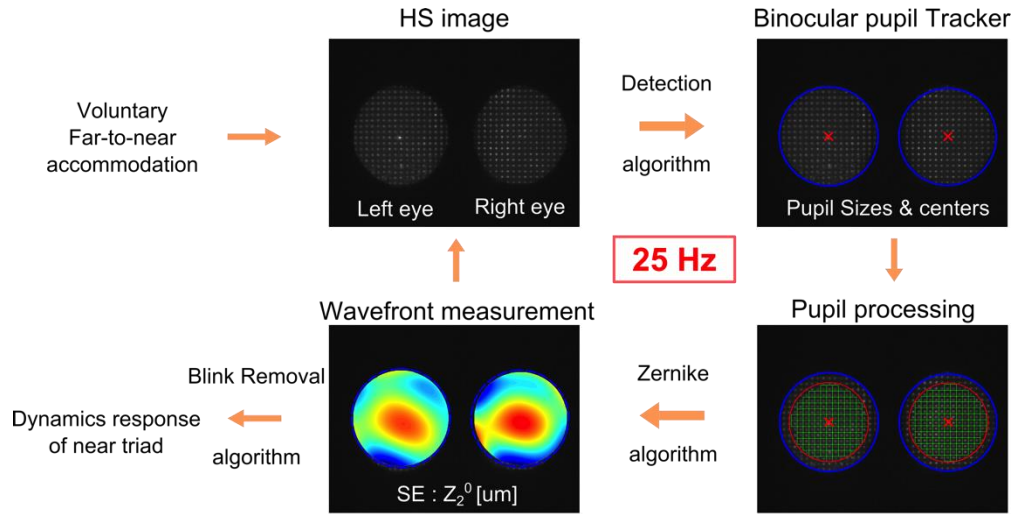 HS image
Binocular pupil Tracker
Voluntary
Far-to-near
accommodation
Detection
algorithm
Left eye
Right eye
Pupil Sizes & centers
25 Hz
Wavefront measurement
Pupil processing
Blink Removal
algorithm
Zernike
algorithm
Dynamics response
of near triad
SE : Z₂⁰ [um]